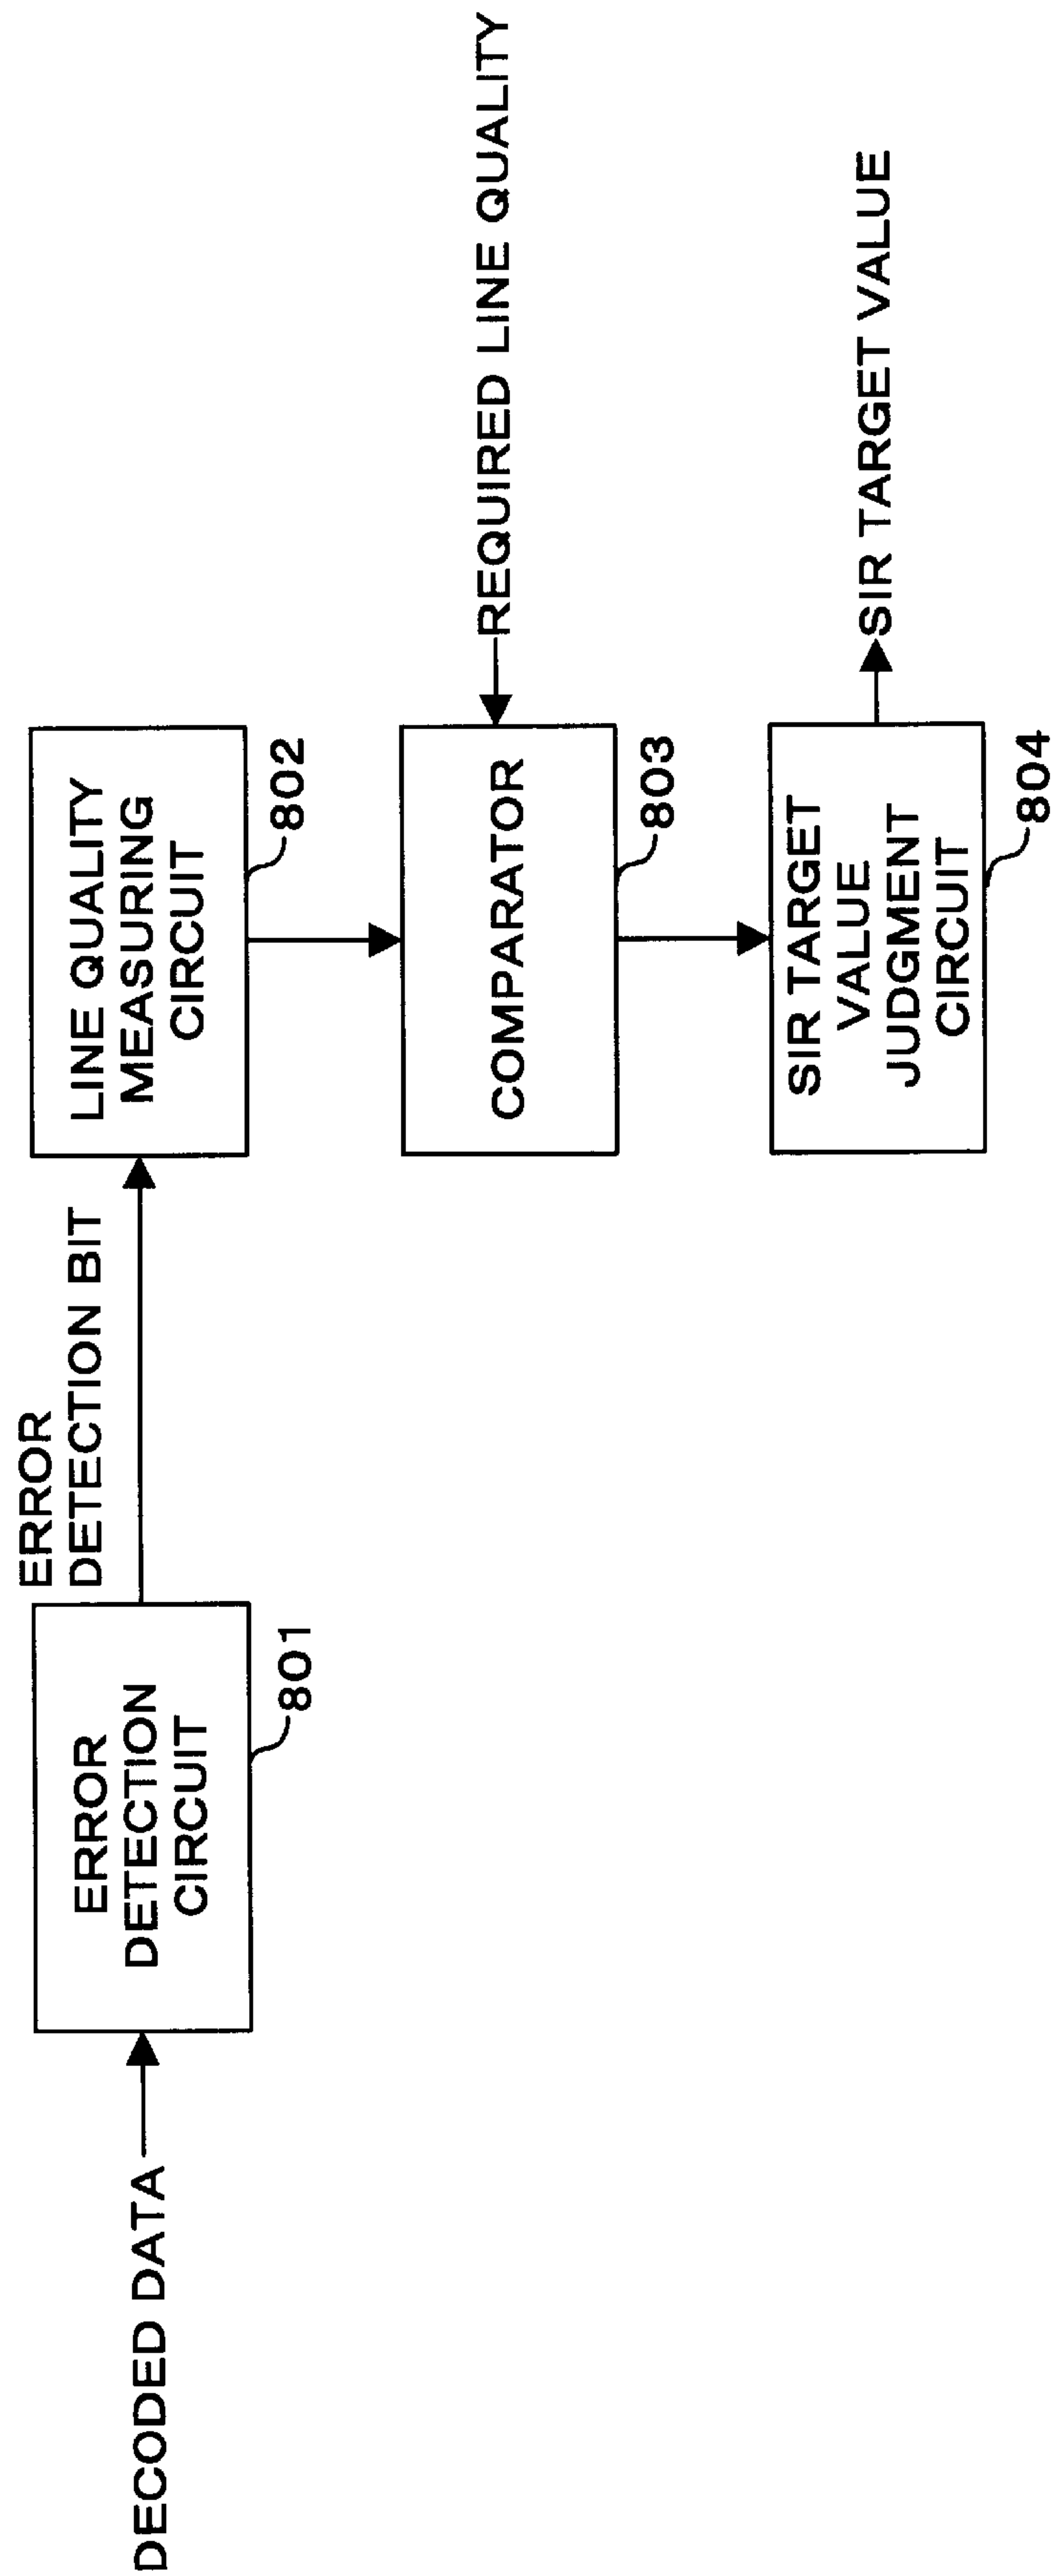 DECODED DATA
ERROR
DETECTION
CIRCUIT
801
ERROR
DETECTION BIT
LINE QUALITY
MEASURING
CIRCUIT
802
REQUIRED LINE QUALITY
COMPARATOR
803
SIR TARGET
VALUE
JUDGMENT
CIRCUIT
804
SIR TARGET VALUE